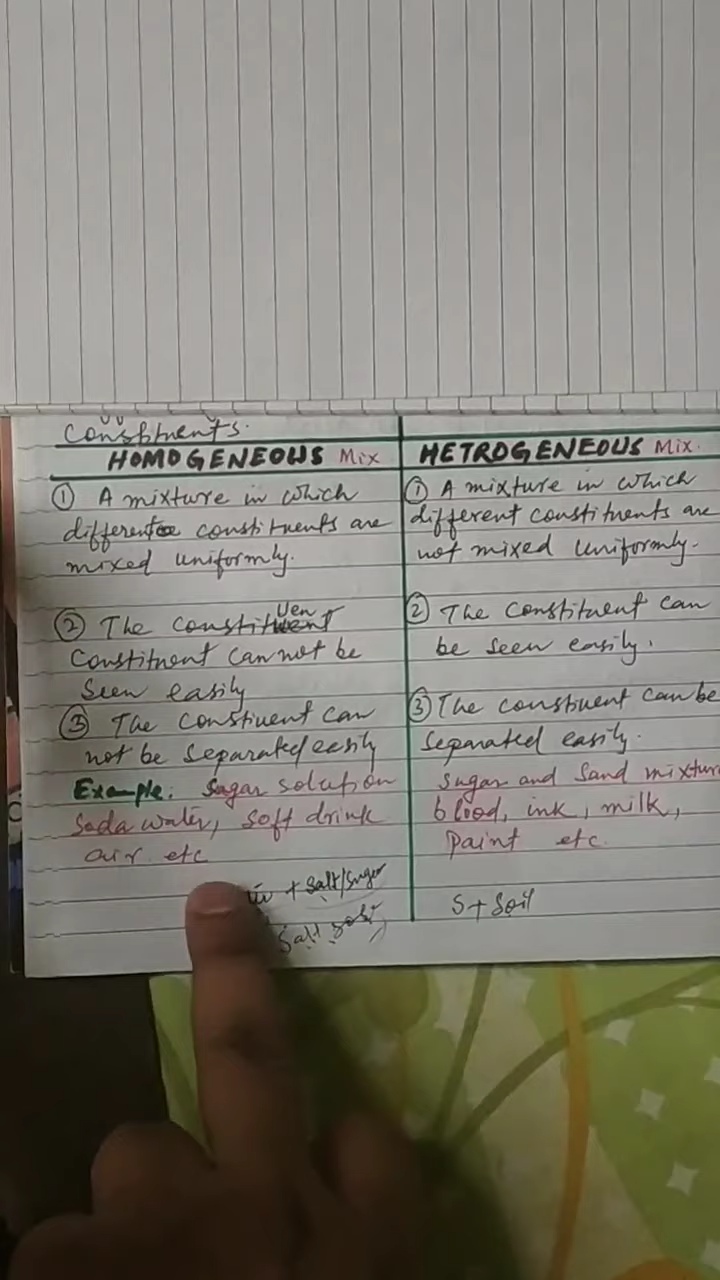 Constituents.
HOMOGENEOUS Mix
① A mixture in which
different constituents are
mixed uniformly.
② The constituent
Constituent can not be
seen easily
③ The constiuent can
not be separated easily
Example: Sugar solution
Soda water, soft drink
air etc
+ Salt/Sugar
Salt
HETROGENEOUS Mix.
① A mixture in which
different constituents are
not mixed Uniformly.
② The constituent can
be seen easily.
③ The constiuent can be
separated easily.
Sugar and Sand mixture
blood, ink, milk,
Paint etc.
S + Soil